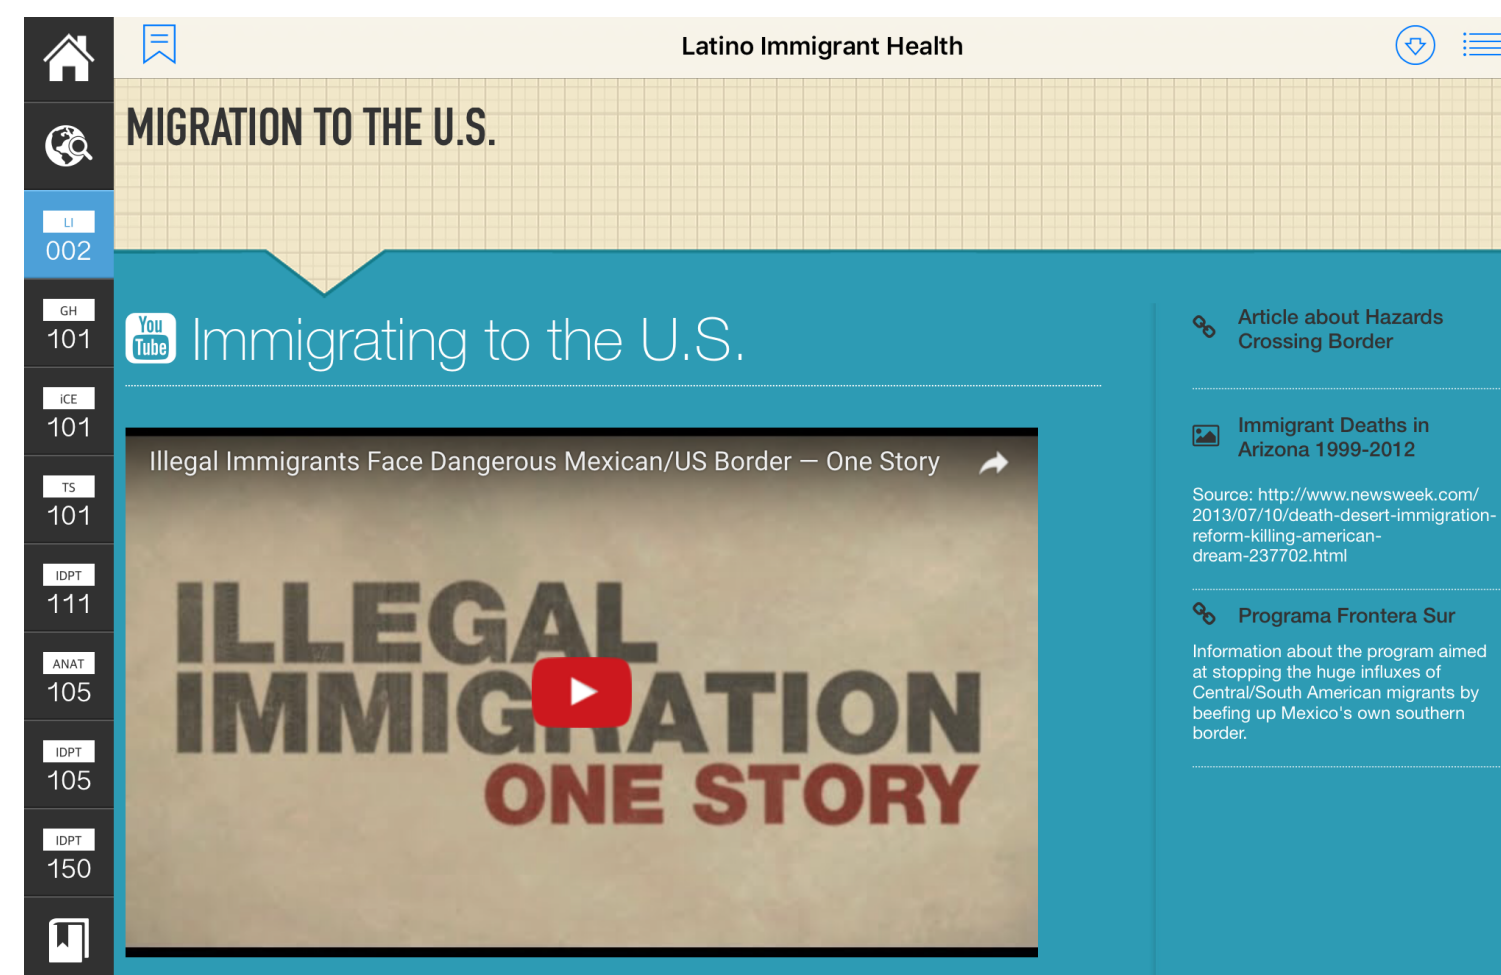 Latino Immigrant Health
MIGRATION TO THE U.S.
LI
002
GH
101
iCE
101
TS
101
IDPT
111
ANAT
105
IDPT
105
IDPT
150
You
Tube
Immigrating to the U.S.
Illegal Immigrants Face Dangerous Mexican/US Border — One Story
ILLEGAL
IMMIGRATION
ONE STORY
Article about Hazards
Crossing Border
Immigrant Deaths in
Arizona 1999-2012
Source: http://www.newsweek.com/
2013/07/10/death-desert-immigration-
reform-killing-american-
dream-237702.html
Programa Frontera Sur
Information about the program aimed
at stopping the huge influxes of
Central/South American migrants by
beefing up Mexico's own southern
border.